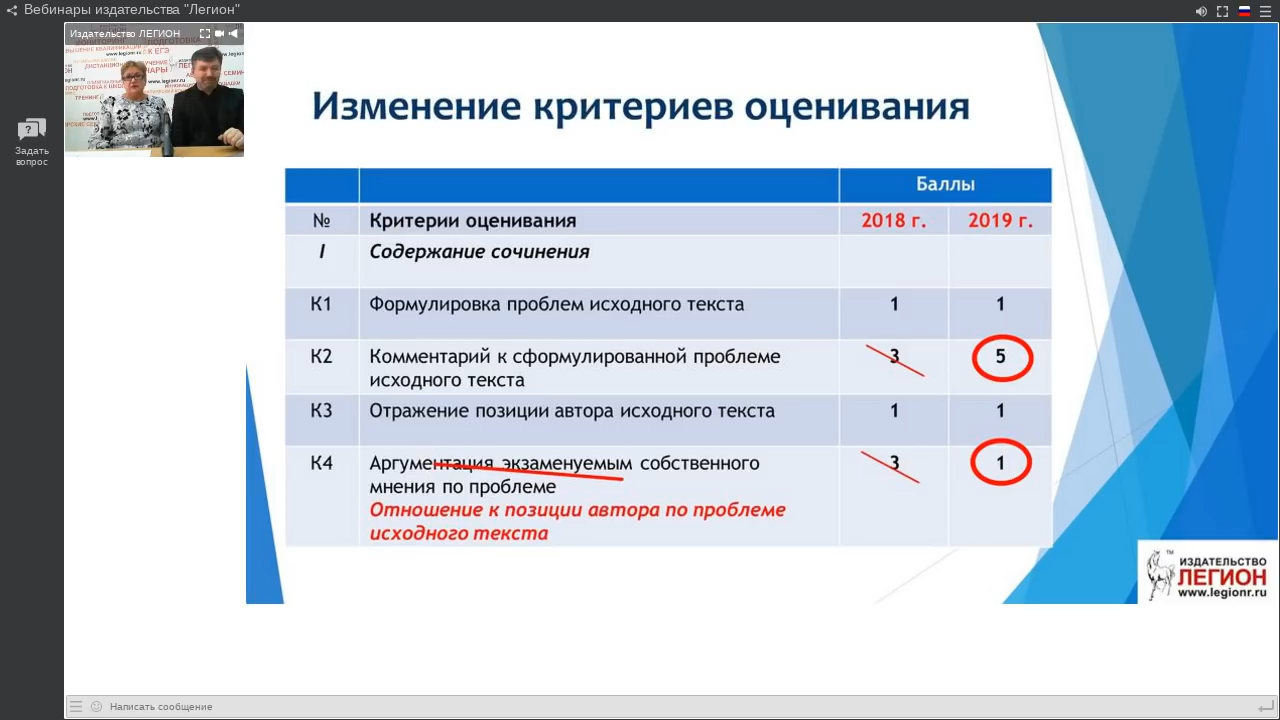 Вебинары издательства "Легион"
Издательство ЛЕГИОН
Задать
вопрос
Изменение критериев оценивания
Баллы
№ Критерии оценивания 2018 г. 2019 г.
I Содержание сочинения
К1 Формулировка проблем исходного текста 1 1
К2 Комментарий к сформулированной проблеме 3 5
исходного текста
К3 Отражение позиции автора исходного текста 1 1
К4 Аргументация экзаменуемым собственного 3 1
мнения по проблеме
Отношение к позиции автора по проблеме
исходного текста
ИЗДАТЕЛЬСТВО
ЛЕГИОН
www.legionr.ru
TM
Написать сообщение